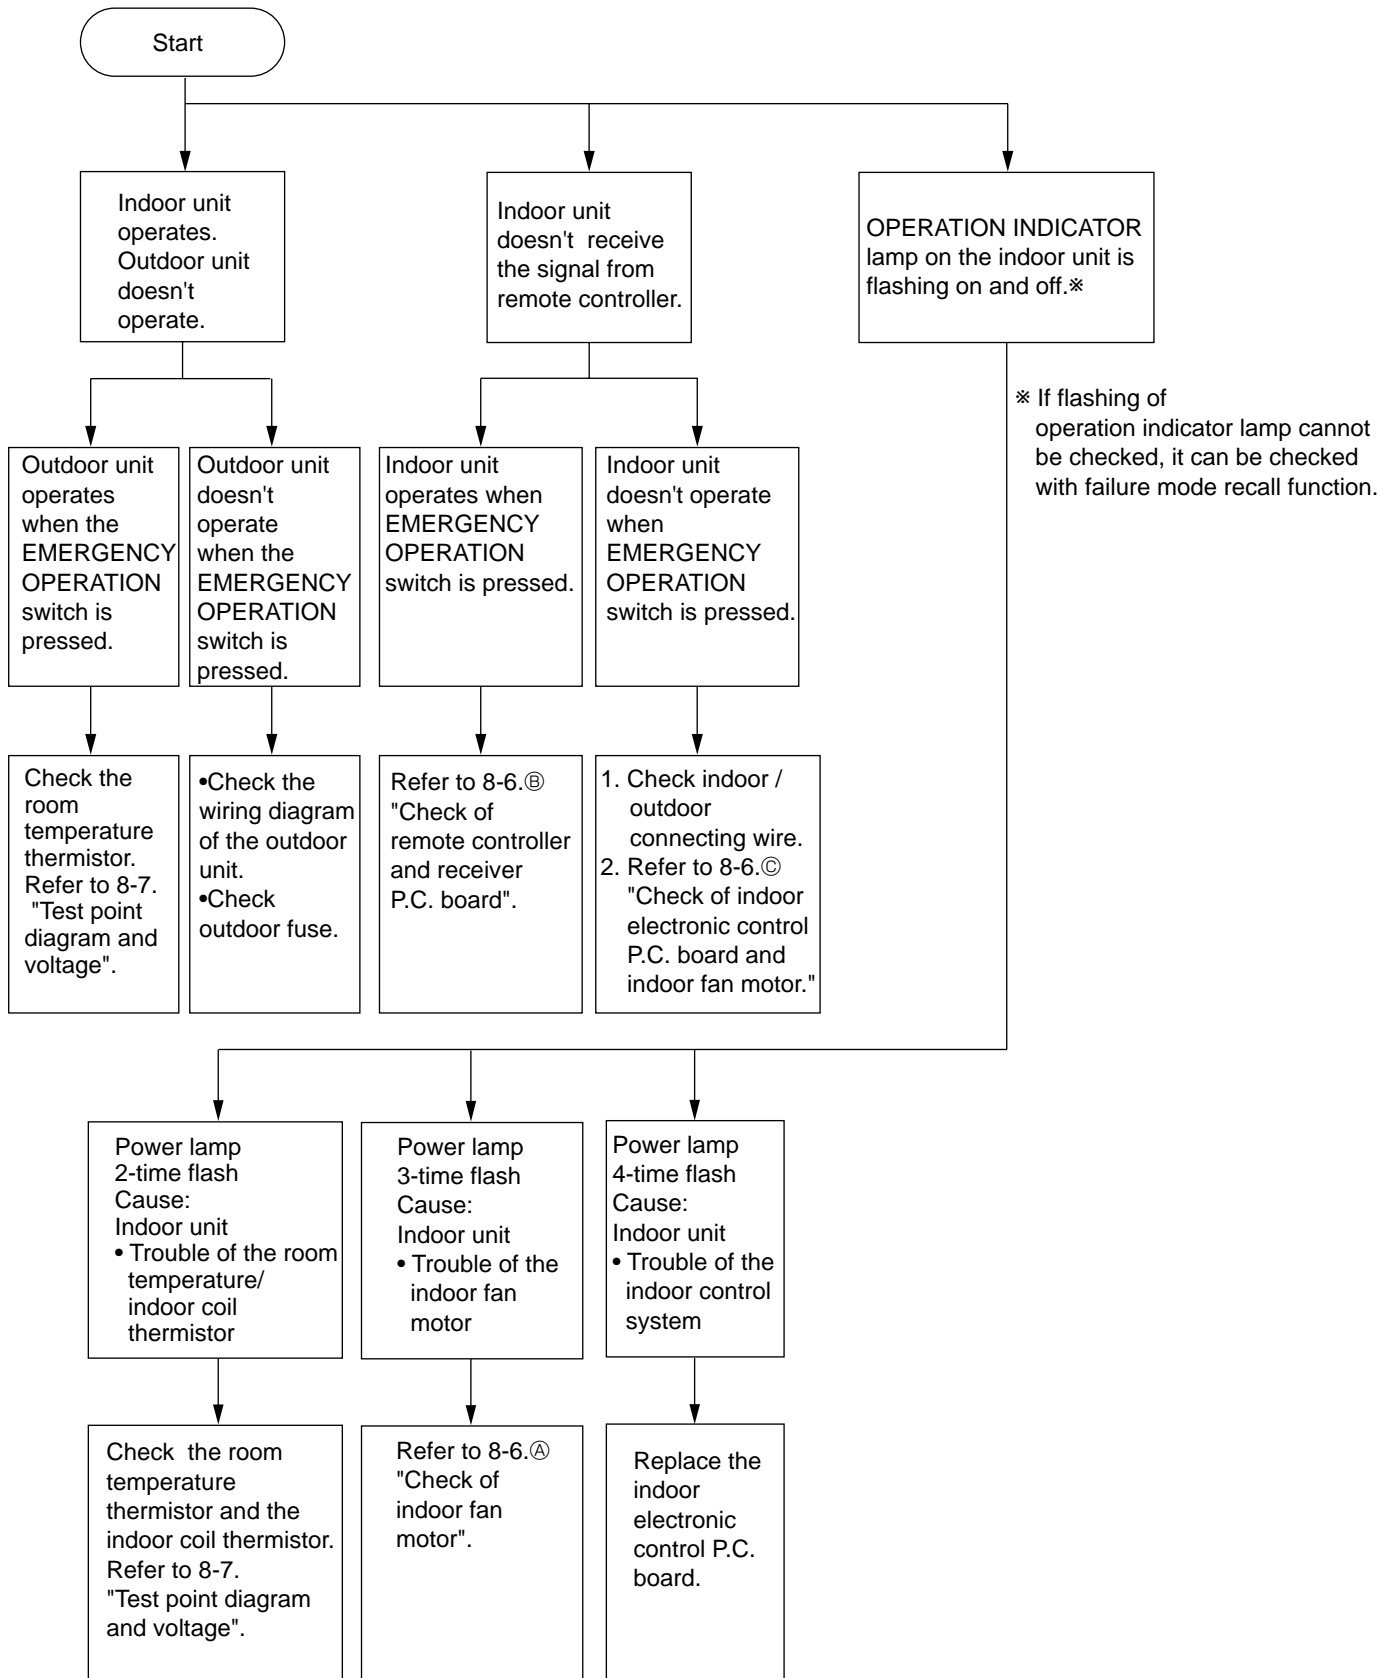 Start
Indoor unit
operates.
Outdoor unit
doesn't
operate.
Indoor unit
doesn't receive
the signal from
remote controller.
OPERATION INDICATOR
lamp on the indoor unit is
flashing on and off.※
※ If flashing of
operation indicator lamp cannot
be checked, it can be checked
with failure mode recall function.
Outdoor unit
operates
when the
EMERGENCY
OPERATION
switch is
pressed.
Outdoor unit
doesn't
operate
when the
EMERGENCY
OPERATION
switch is
pressed.
Indoor unit
operates when
EMERGENCY
OPERATION
switch is pressed.
Indoor unit
doesn't operate
when
EMERGENCY
OPERATION
switch is pressed.
Check the
room
temperature
thermistor.
Refer to 8-7.
"Test point
diagram and
voltage".
•Check the
wiring diagram
of the outdoor
unit.
•Check
outdoor fuse.
Refer to 8-6.Ⓑ
"Check of
remote controller
and receiver
P.C. board".
1. Check indoor /
outdoor
connecting wire.
2. Refer to 8-6.Ⓒ
"Check of indoor
electronic control
P.C. board and
indoor fan motor."
Power lamp
2-time flash
Cause:
Indoor unit
• Trouble of the room
temperature/
indoor coil
thermistor
Power lamp
3-time flash
Cause:
Indoor unit
• Trouble of the
indoor fan
motor
Power lamp
4-time flash
Cause:
Indoor unit
• Trouble of the
indoor control
system
Check the room
temperature
thermistor and the
indoor coil thermistor.
Refer to 8-7.
"Test point diagram
and voltage".
Refer to 8-6.Ⓐ
"Check of
indoor fan
motor".
Replace the
indoor
electronic
control P.C.
board.